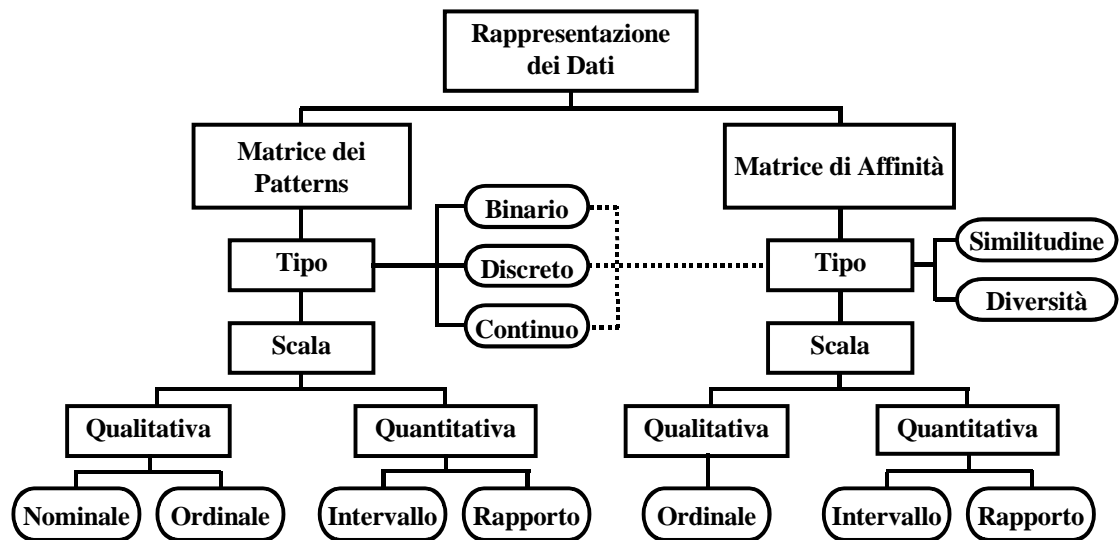 Rappresentazione
dei Dati
Matrice dei
Patterns
Matrice di Affinità
Binario
Tipo
Discreto
Continuo
Tipo
Similitudine
Diversità
Scala
Scala
Qualitativa
Quantitativa
Qualitativa
Quantitativa
Nominale
Ordinale
Intervallo
Rapporto
Ordinale
Intervallo
Rapporto